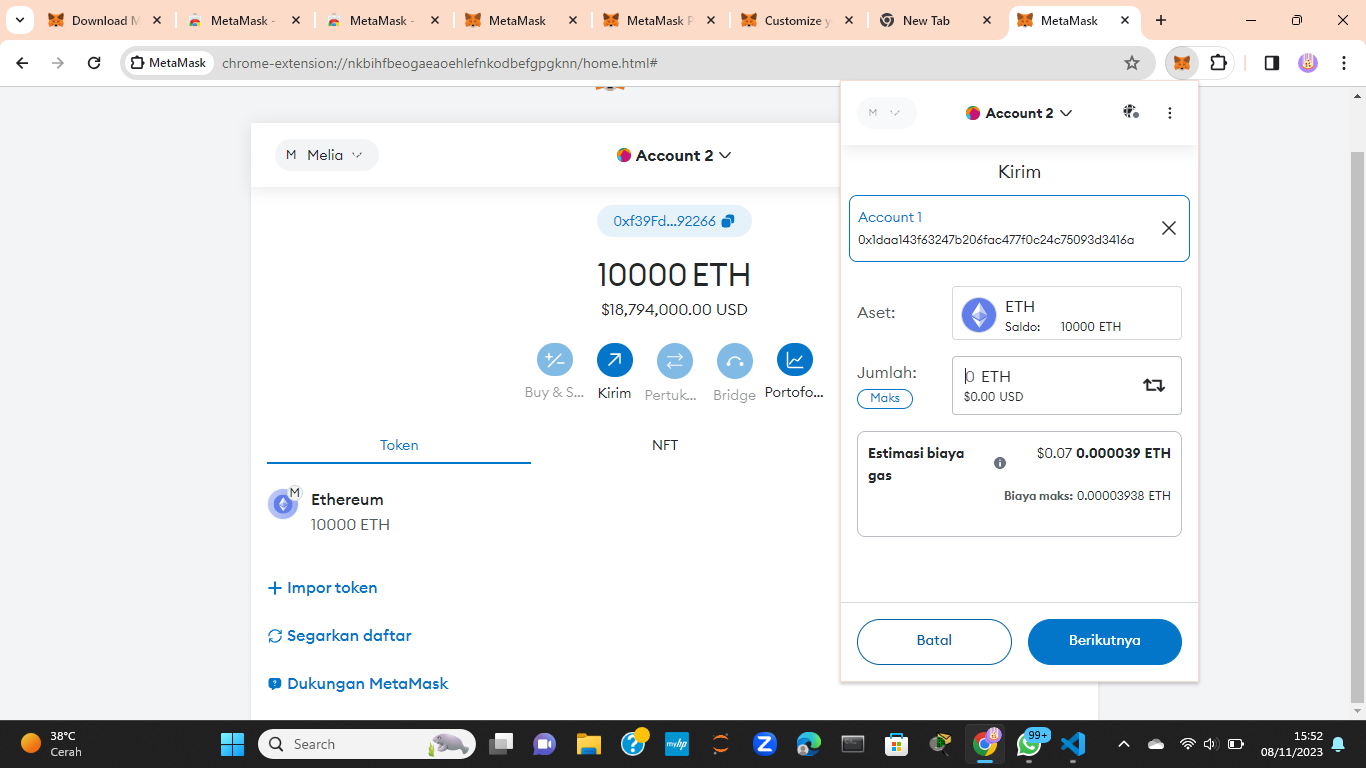 Download M
MetaMask -
MetaMask -
MetaMask
MetaMask P
Customize y
New Tab
MetaMask
MetaMask
chrome-extension://nkbihfbeogaeaoehlefnkodbefgpgknn/home.html#
M Melia
Account 2
0xf39Fd...92266
10000 ETH
$18,794,000.00 USD
Buy & S...
Kirim
Pertuk...
Bridge
Portofo...
Token
NFT
M
Ethereum
10000 ETH
+ Impor token
Segarkan daftar
Dukungan MetaMask
M
Account 2
Kirim
Account 1
0x1daa143f63247b206fac477f0c24c75093d3416a
Aset:
ETH
Saldo: 10000 ETH
Jumlah:
Maks
0 ETH
$0.00 USD
Estimasi biaya gas
$0.07 0.000039 ETH
Biaya maks: 0.00003938 ETH
Batal
Berikutnya
38°C
Cerah
Search
myhp
99+
15:52
08/11/2023